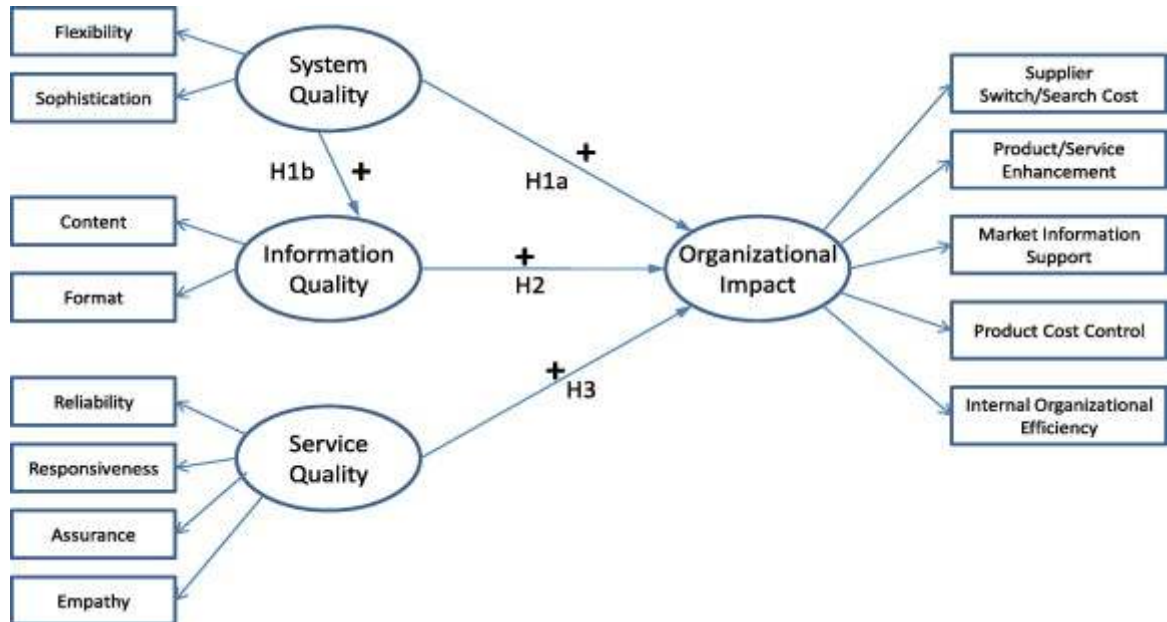 Flexibility
Sophistication
System
Quality
H1b
+
+
H1a
Content
Format
Information
Quality
+
H2
Organizational
Impact
+
H3
Reliability
Responsiveness
Assurance
Empathy
Service
Quality
Supplier
Switch/Search Cost
Product/Service
Enhancement
Market Information
Support
Product Cost Control
Internal Organizational
Efficiency